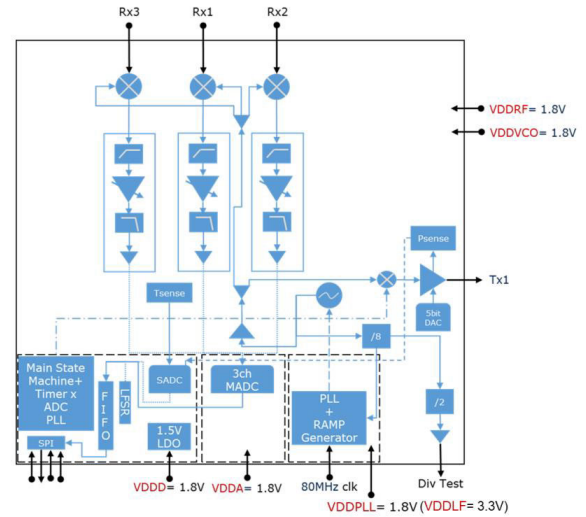 Rx3
Rx1
Rx2
VDDRF= 1.8V
VDDVCO= 1.8V
Psense
Tx1
Tsense
5bit
DAC
/8
Main State
Machine+
Timer x
ADC
PLL
SPI
FIFO
LFSR
SADC
1.5V
LDO
3ch
MADC
PLL
+
RAMP
Generator
/2
Div Test
VDDD= 1.8V
VDDA= 1.8V
80MHz clk
VDDPLL= 1.8V (VDDLF= 3.3V)